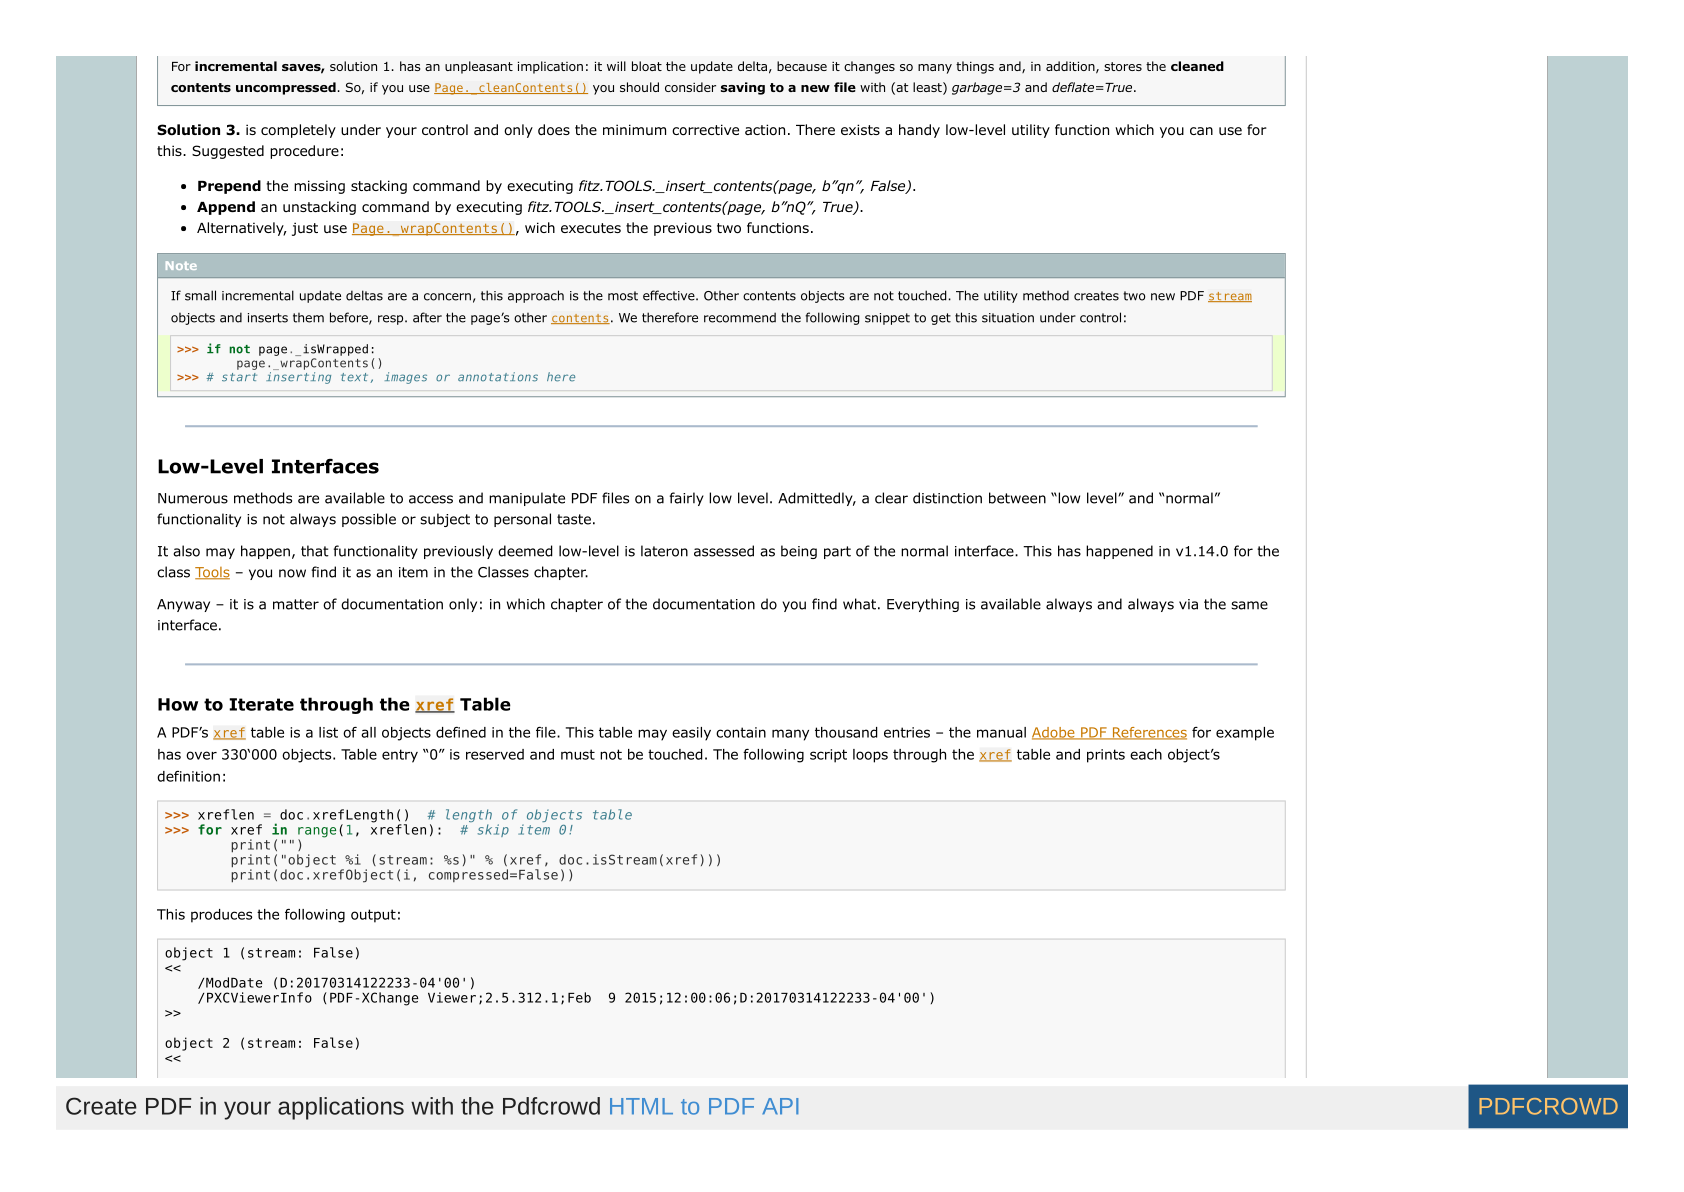 For incremental saves, solution 1. has an unpleasant implication: it will bloat the update delta, because it changes so many things and, in addition, stores the cleaned
contents uncompressed. So, if you use Page._cleanContents() you should consider saving to a new file with (at least) garbage=3 and deflate=True.
Solution 3. is completely under your control and only does the minimum corrective action. There exists a handy low-level utility function which you can use for
this. Suggested procedure:
• Prepend the missing stacking command by executing fitz.TOOLS._insert_contents(page, b”qn”, False).
• Append an unstacking command by executing fitz.TOOLS._insert_contents(page, b”nQ”, True).
• Alternatively, just use Page._wrapContents(), wich executes the previous two functions.
Note
If small incremental update deltas are a concern, this approach is the most effective. Other contents objects are not touched. The utility method creates two new PDF stream
objects and inserts them before, resp. after the page’s other contents. We therefore recommend the following snippet to get this situation under control:
>>> if not page._isWrapped:
        page._wrapContents()
>>> # start inserting text, images or annotations here
Low-Level Interfaces
Numerous methods are available to access and manipulate PDF files on a fairly low level. Admittedly, a clear distinction between “low level” and “normal”
functionality is not always possible or subject to personal taste.
It also may happen, that functionality previously deemed low-level is lateron assessed as being part of the normal interface. This has happened in v1.14.0 for the
class Tools – you now find it as an item in the Classes chapter.
Anyway – it is a matter of documentation only: in which chapter of the documentation do you find what. Everything is available always and always via the same
interface.
How to Iterate through the xref Table
A PDF’s xref table is a list of all objects defined in the file. This table may easily contain many thousand entries – the manual Adobe PDF References for example
has over 330‘000 objects. Table entry “0” is reserved and must not be touched. The following script loops through the xref table and prints each object’s
definition:
>>> xreflen = doc.xrefLength()  # length of objects table
>>> for xref in range(1, xreflen):  # skip item 0!
        print("")
        print("object %i (stream: %s)" % (xref, doc.isStream(xref)))
        print(doc.xrefObject(i, compressed=False))
This produces the following output:
object 1 (stream: False)
<<
    /ModDate (D:20170314122233-04'00')
    /PXCViewerInfo (PDF-XChange Viewer;2.5.312.1;Feb  9 2015;12:00:06;D:20170314122233-04'00')
>>
object 2 (stream: False)
<<
Create PDF in your applications with the Pdfcrowd HTML to PDF API
PDFCROWD